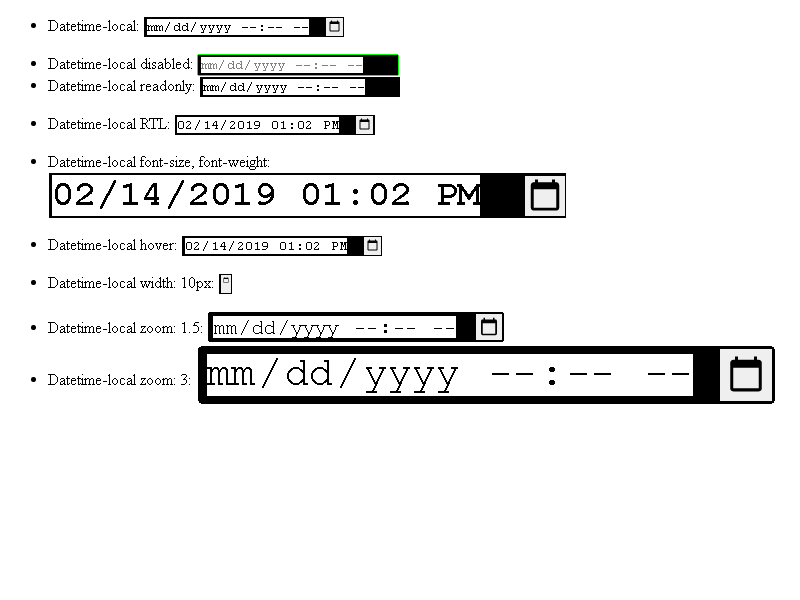 Datetime-local: mm/dd/yyyy --:-- --
Datetime-local disabled: mm/dd/yyyy --:-- --
Datetime-local readonly: mm/dd/yyyy --:-- --
Datetime-local RTL: 02/14/2019 01:02 PM
Datetime-local font-size, font-weight:
02/14/2019 01:02 PM
Datetime-local hover: 02/14/2019 01:02 PM
Datetime-local width: 10px:
Datetime-local zoom: 1.5: mm/dd/yyyy --:-- --
Datetime-local zoom: 3: mm/dd/yyyy --:-- --